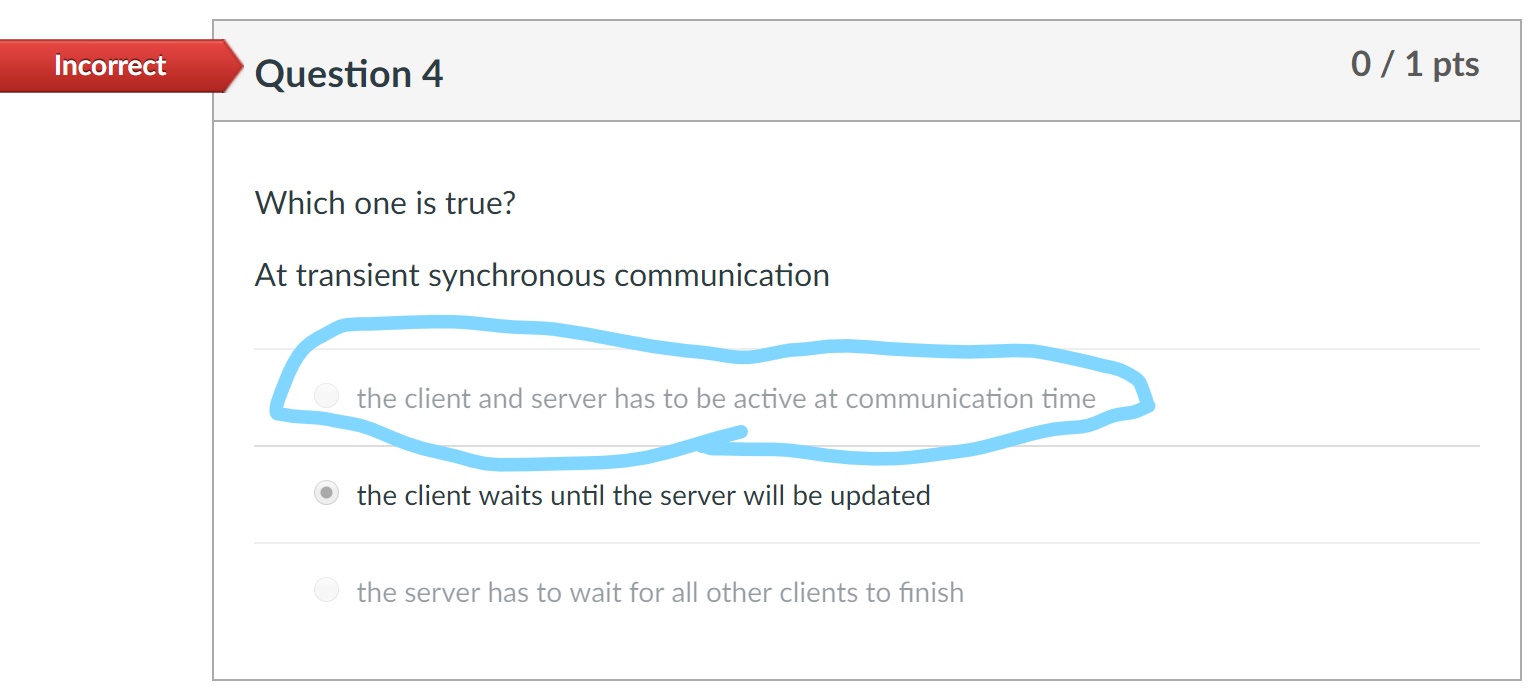 Incorrect
Question 4
0 / 1 pts
Which one is true?
At transient synchronous communication
the client and server has to be active at communication time
the client waits until the server will be updated
the server has to wait for all other clients to finish